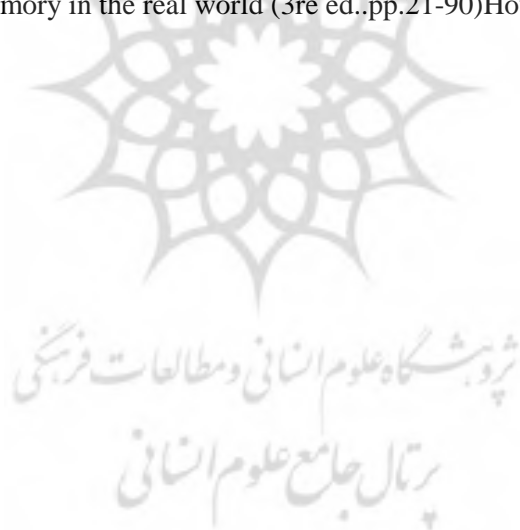 mory in the real world (3re ed..pp.21-90)Ho
پژوهشگاه علوم انسانی و مطالعات فرهنگی
پرتال جامع علوم انسانی